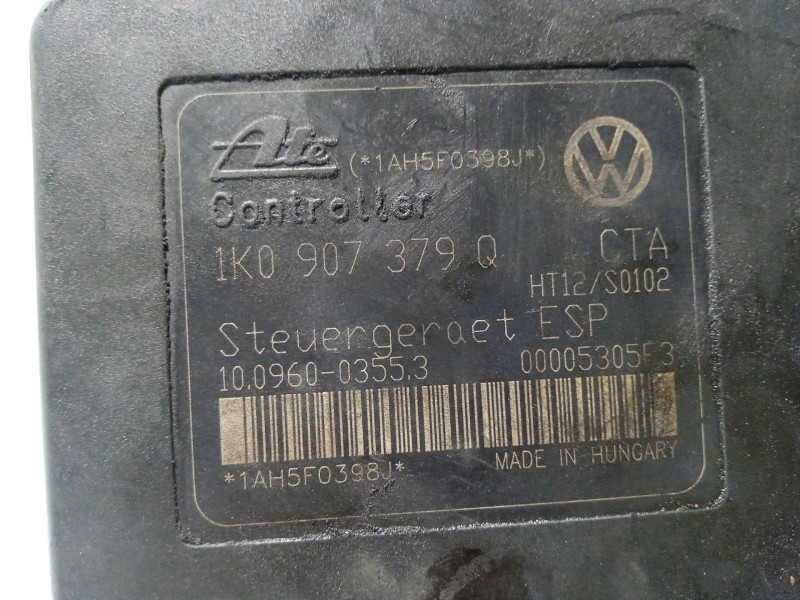 Ate (*1AH5F0398J*)
Controller
1K0 907 379 Q CTA
HT12/S0102
Steuergeraet ESP
10.0960-0355.3 00005305F3
*1AH5F0398J* MADE IN HUNGARY